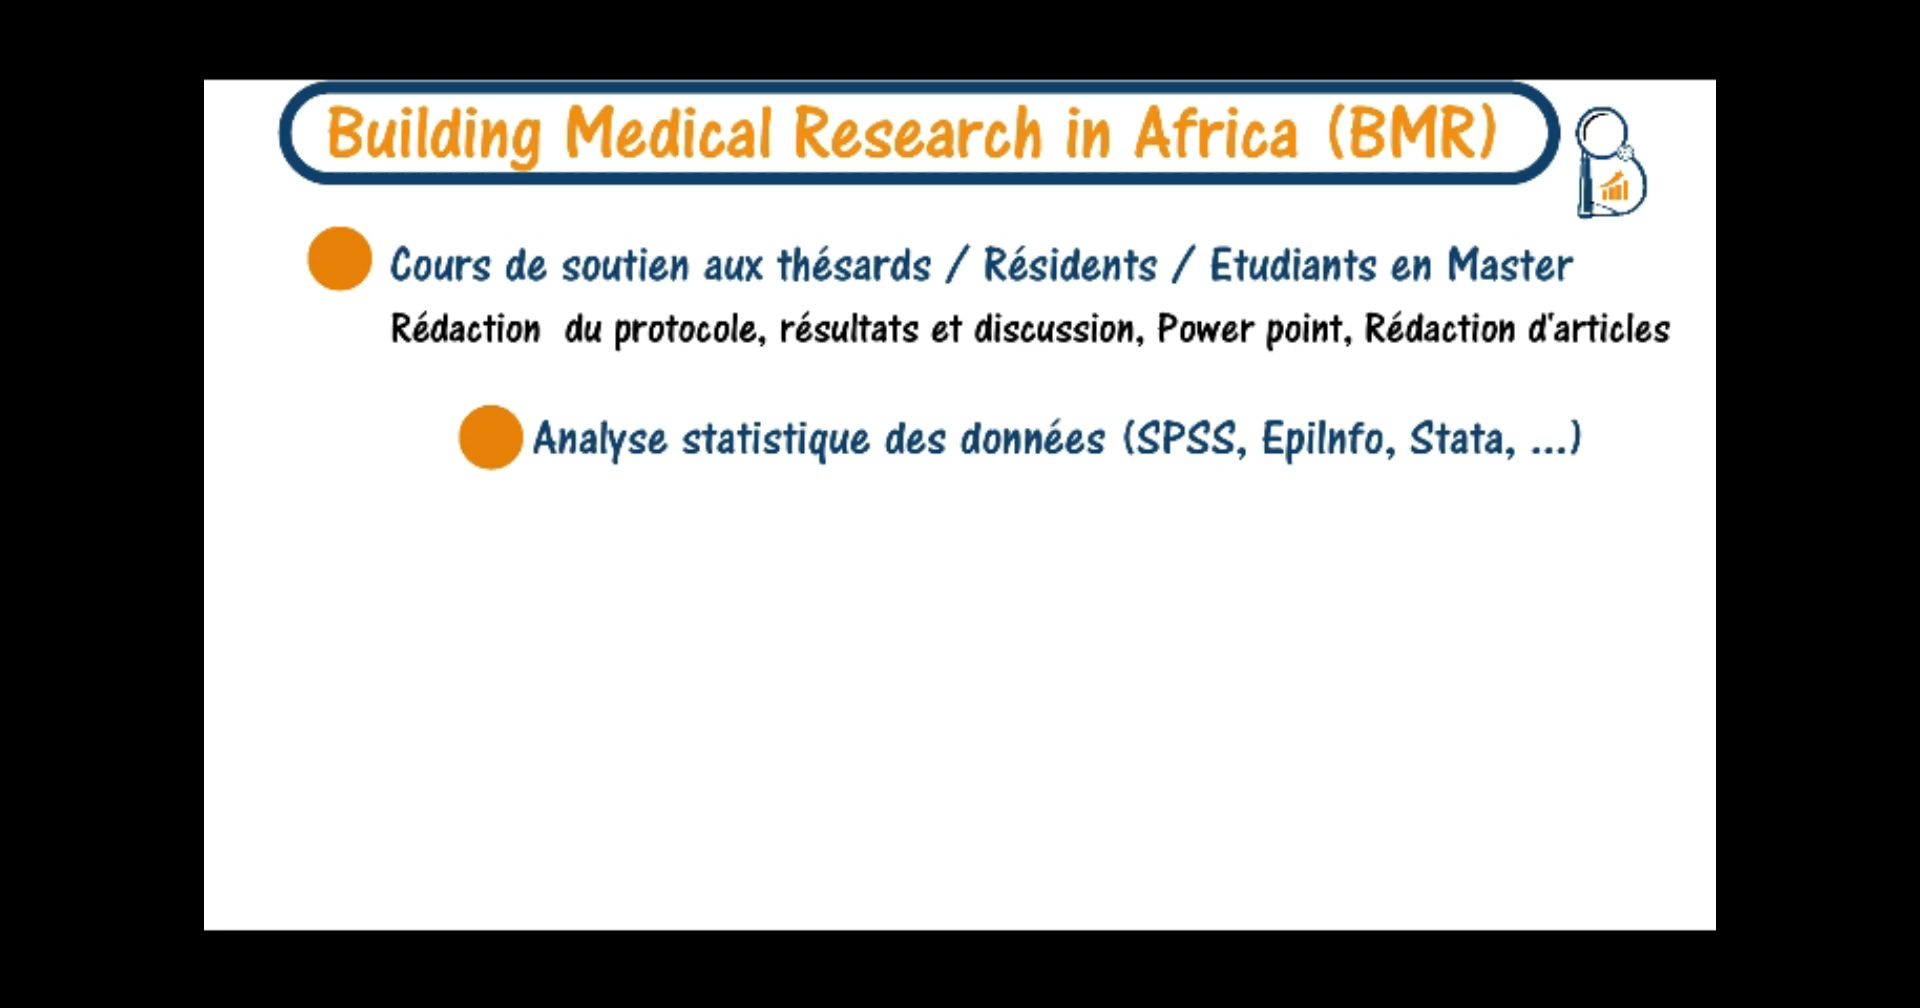 Building Medical Research in Africa (BMR)
Cours de soutien aux thésards / Résidents / Etudiants en Master
Rédaction du protocole, résultats et discussion, Power point, Rédaction d'articles
Analyse statistique des données (SPSS, EpiInfo, Stata, ...)